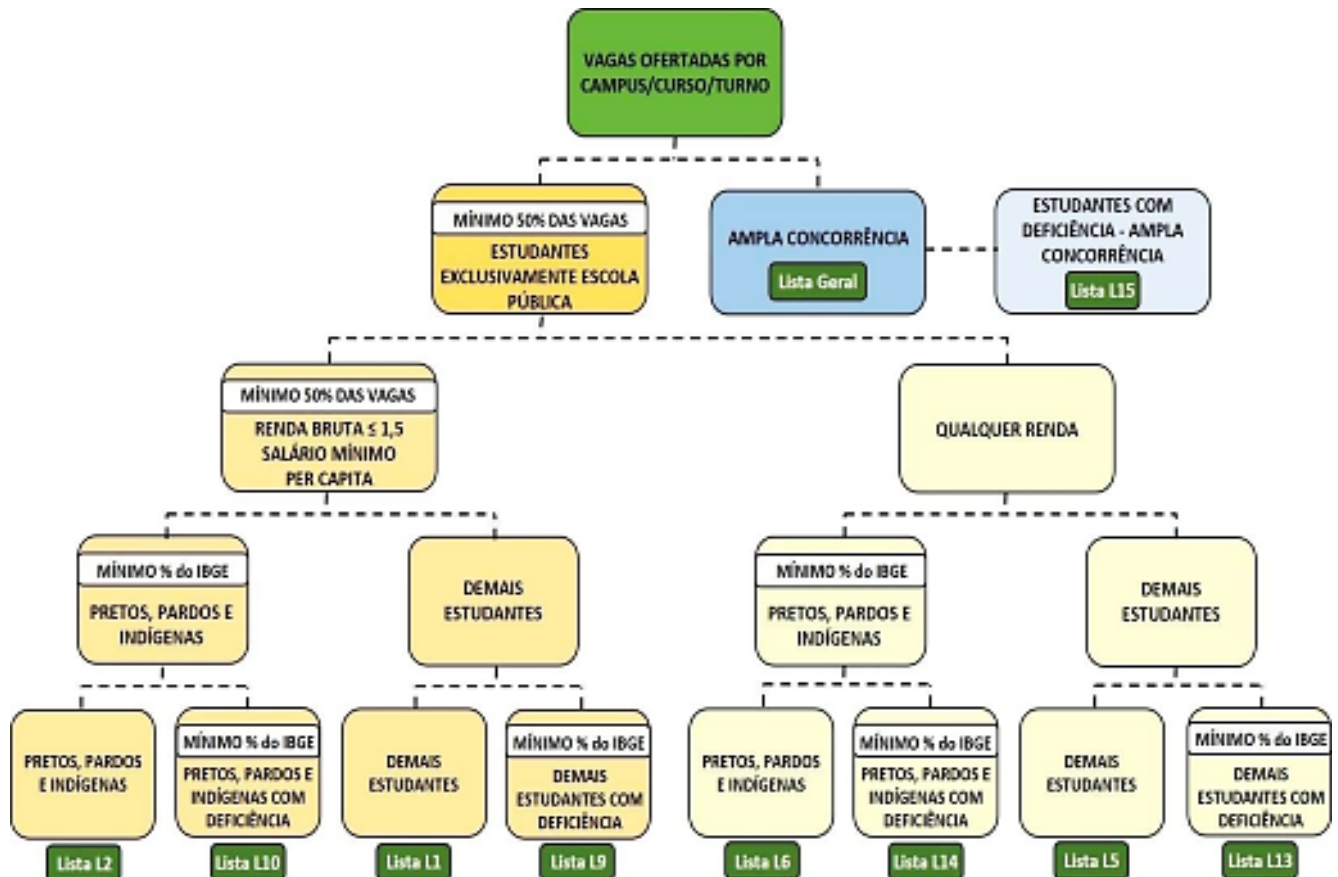 VAGAS OFERTADAS POR
CAMPUS/CURSO/TURNO
MÍNIMO 50% DAS VAGAS
ESTUDANTES
EXCLUSIVAMENTE ESCOLA
PÚBLICA
AMPLA CONCORRÊNCIA
Lista Geral
ESTUDANTES COM
DEFICIÊNCIA - AMPLA
CONCORRÊNCIA
Lista L15
MÍNIMO 50% DAS VAGAS
RENDA BRUTA ≤ 1,5
SALÁRIO MÍNIMO
PER CAPITA
QUALQUER RENDA
MÍNIMO % do IBGE
PRETOS, PARDOS E
INDÍGENAS
DEMAIS
ESTUDANTES
MÍNIMO % do IBGE
PRETOS, PARDOS E
INDÍGENAS
DEMAIS
ESTUDANTES
PRETOS, PARDOS
E INDÍGENAS
Lista L2
MÍNIMO % do IBGE
PRETOS, PARDOS E
INDÍGENAS COM
DEFICIÊNCIA
Lista L10
DEMAIS
ESTUDANTES
Lista L1
MÍNIMO % do IBGE
DEMAIS
ESTUDANTES COM
DEFICIÊNCIA
Lista L9
PRETOS, PARDOS
E INDÍGENAS
Lista L6
MÍNIMO % do IBGE
PRETOS, PARDOS E
INDÍGENAS COM
DEFICIÊNCIA
Lista L14
DEMAIS
ESTUDANTES
Lista L5
MÍNIMO % do IBGE
DEMAIS
ESTUDANTES COM
DEFICIÊNCIA
Lista L13